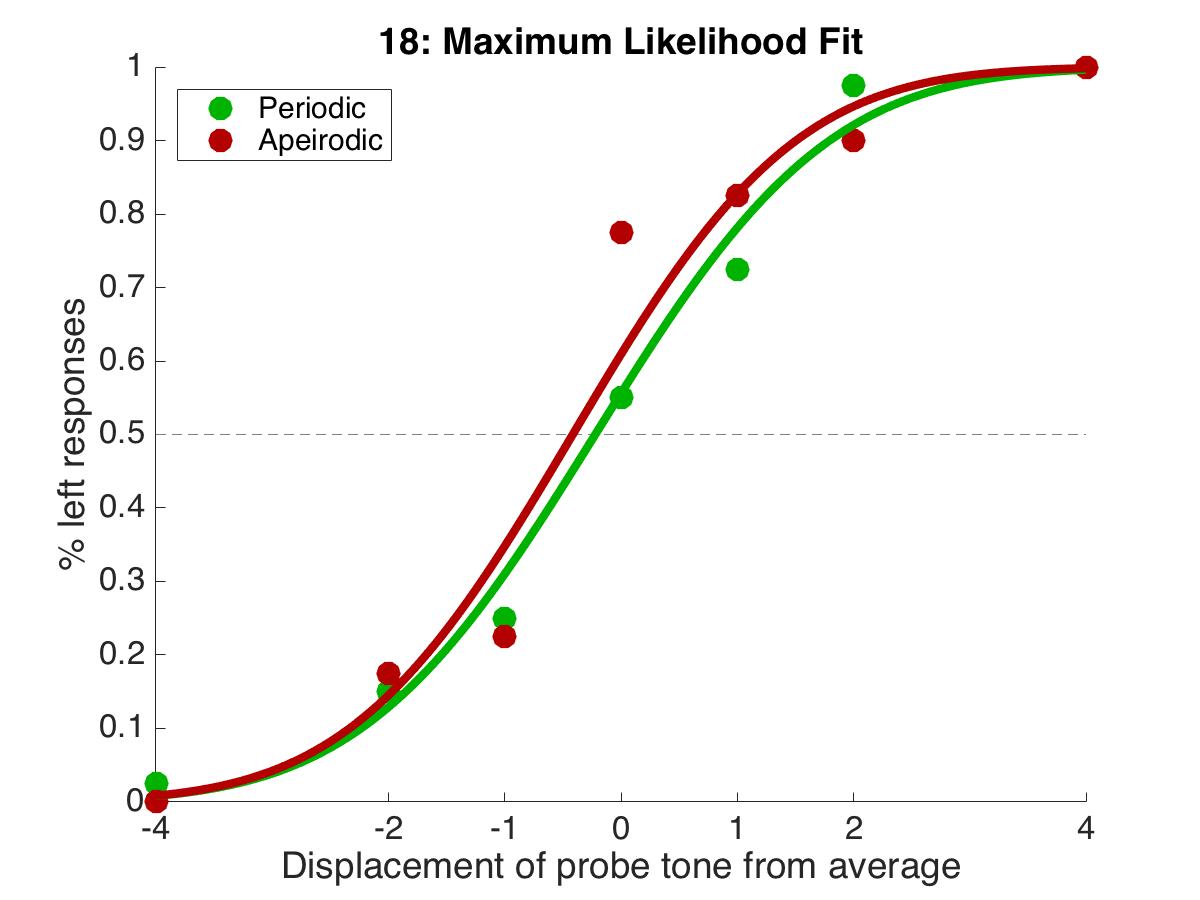 18: Maximum Likelihood Fit
1
Periodic
0.9
Apeirodic
0.8
0.7
0.6
0.5
0.4
0.3
0.2
0.1
0
% left responses
-4 -2 -1 0 1 2 4
Displacement of probe tone from average